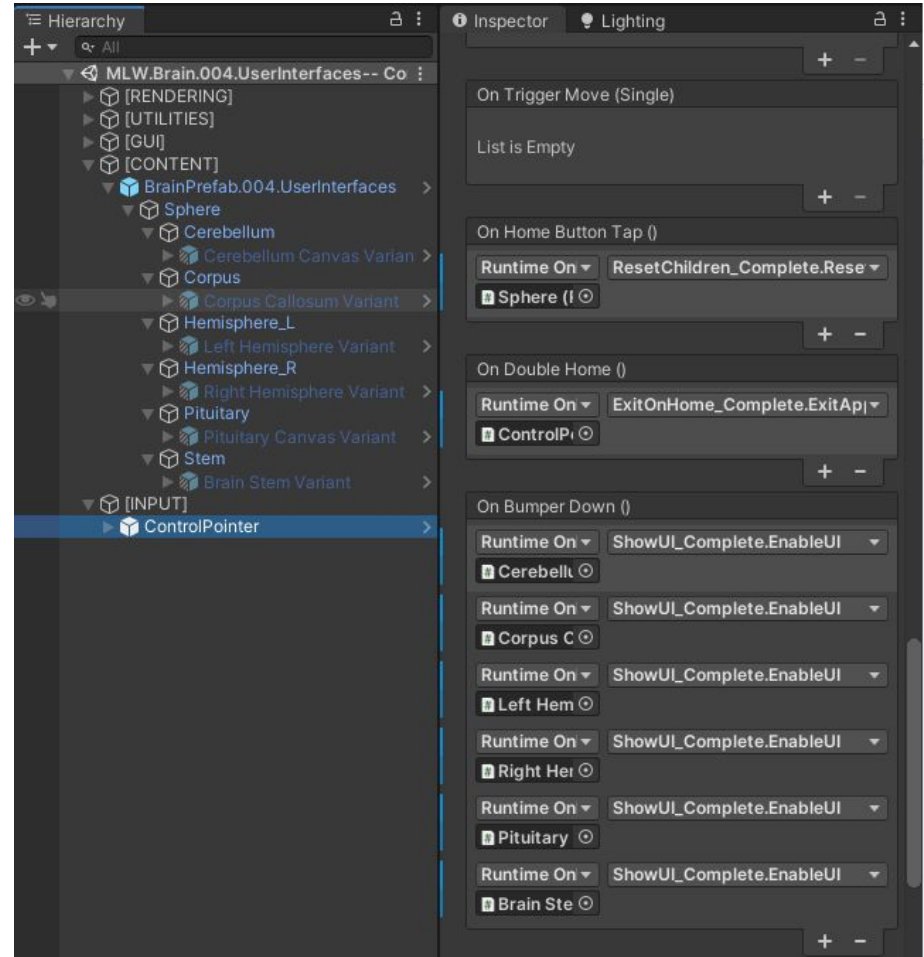 Hierarchy
All
MLW.Brain.004.UserInterfaces-- Co
[RENDERING]
[UTILITIES]
[GUI]
[CONTENT]
BrainPrefab.004.UserInterfaces
Sphere
Cerebellum
Cerebellum Canvas Varian
Corpus
Corpus Callosum Variant
Hemisphere_L
Left Hemisphere Variant
Hemisphere_R
Right Hemisphere Variant
Pituitary
Pituitary Canvas Variant
Stem
Brain Stem Variant
[INPUT]
ControlPointer
Inspector Lighting
On Trigger Move (Single)
List is Empty
On Home Button Tap ()
Runtime On ResetChildren_Complete.Rese
Sphere (
On Double Home ()
Runtime On ExitOnHome_Complete.ExitAp
ControlP
On Bumper Down ()
Runtime On ShowUI_Complete.EnableUI
Cerebell
Runtime On ShowUI_Complete.EnableUI
Corpus C
Runtime On ShowUI_Complete.EnableUI
Left Hem
Runtime On ShowUI_Complete.EnableUI
Right He
Runtime On ShowUI_Complete.EnableUI
Pituitary
Runtime On ShowUI_Complete.EnableUI
Brain Ste